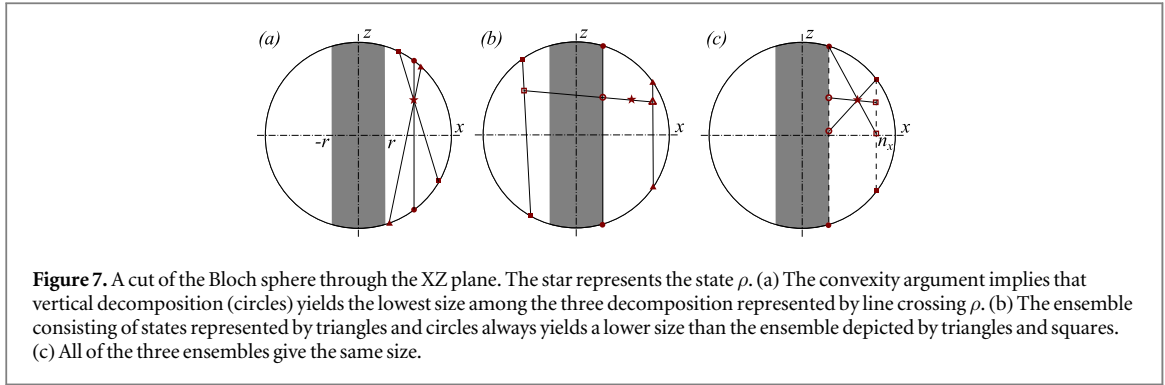 (a) z (b) z (c) z
-r r x x n_x x
Figure 7. A cut of the Bloch sphere through the XZ plane. The star represents the state ρ. (a) The convexity argument implies that
vertical decomposition (circles) yields the lowest size among the three decomposition represented by line crossing ρ. (b) The ensemble
consisting of states represented by triangles and circles always yields a lower size than the ensemble depicted by triangles and squares.
(c) All of the three ensembles give the same size.